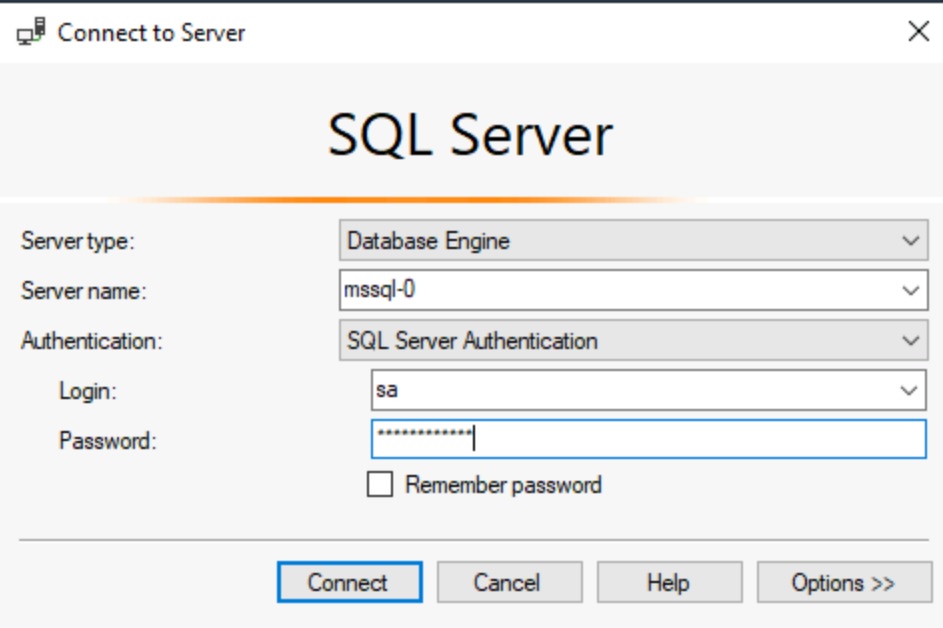 Connect to Server
SQL Server
Server type: Database Engine
Server name: mssql-0
Authentication: SQL Server Authentication
Login: sa
Password: ************
Remember password
Connect Cancel Help Options >>